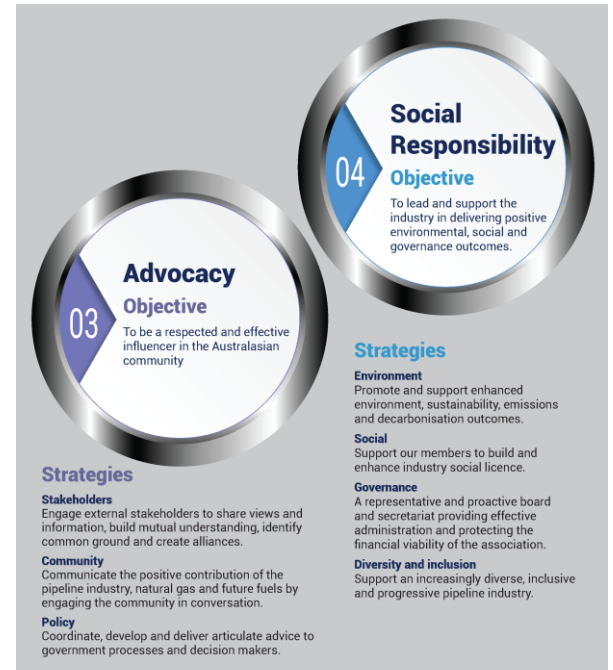 03
Advocacy
Objective
To be a respected and effective
influencer in the Australasian
community
Strategies
Stakeholders
Engage external stakeholders to share views and
information, build mutual understanding, identify
common ground and create alliances.
Community
Communicate the positive contribution of the
pipeline industry, natural gas and future fuels by
engaging the community in conversation.
Policy
Coordinate, develop and deliver articulate advice to
government processes and decision makers.
04
Social
Responsibility
Objective
To lead and support the
industry in delivering positive
environmental, social and
governance outcomes.
Strategies
Environment
Promote and support enhanced
environment, sustainability, emissions
and decarbonisation outcomes.
Social
Support our members to build and
enhance industry social licence.
Governance
A representative and proactive board
and secretariat providing effective
administration and protecting the
financial viability of the association.
Diversity and inclusion
Support an increasingly diverse, inclusive
and progressive pipeline industry.